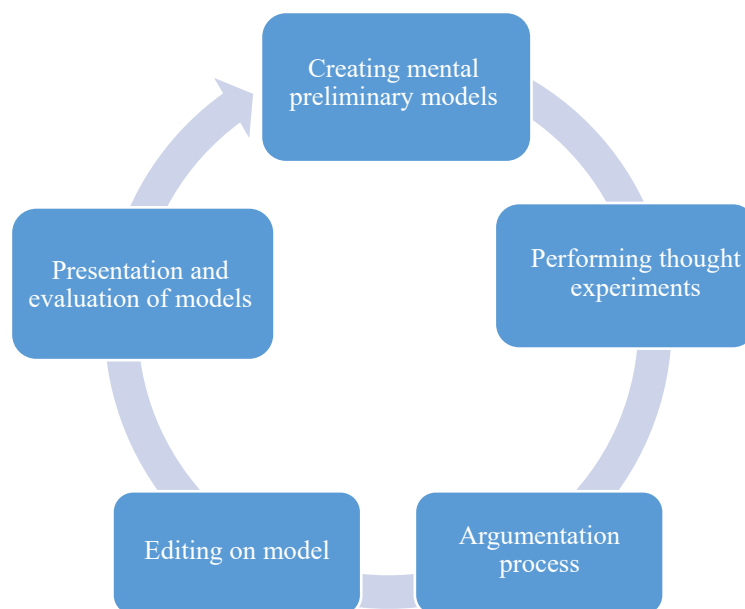 Creating mental
preliminary models
Performing thought
experiments
Argumentation
process
Editing on model
Presentation and
evaluation of models